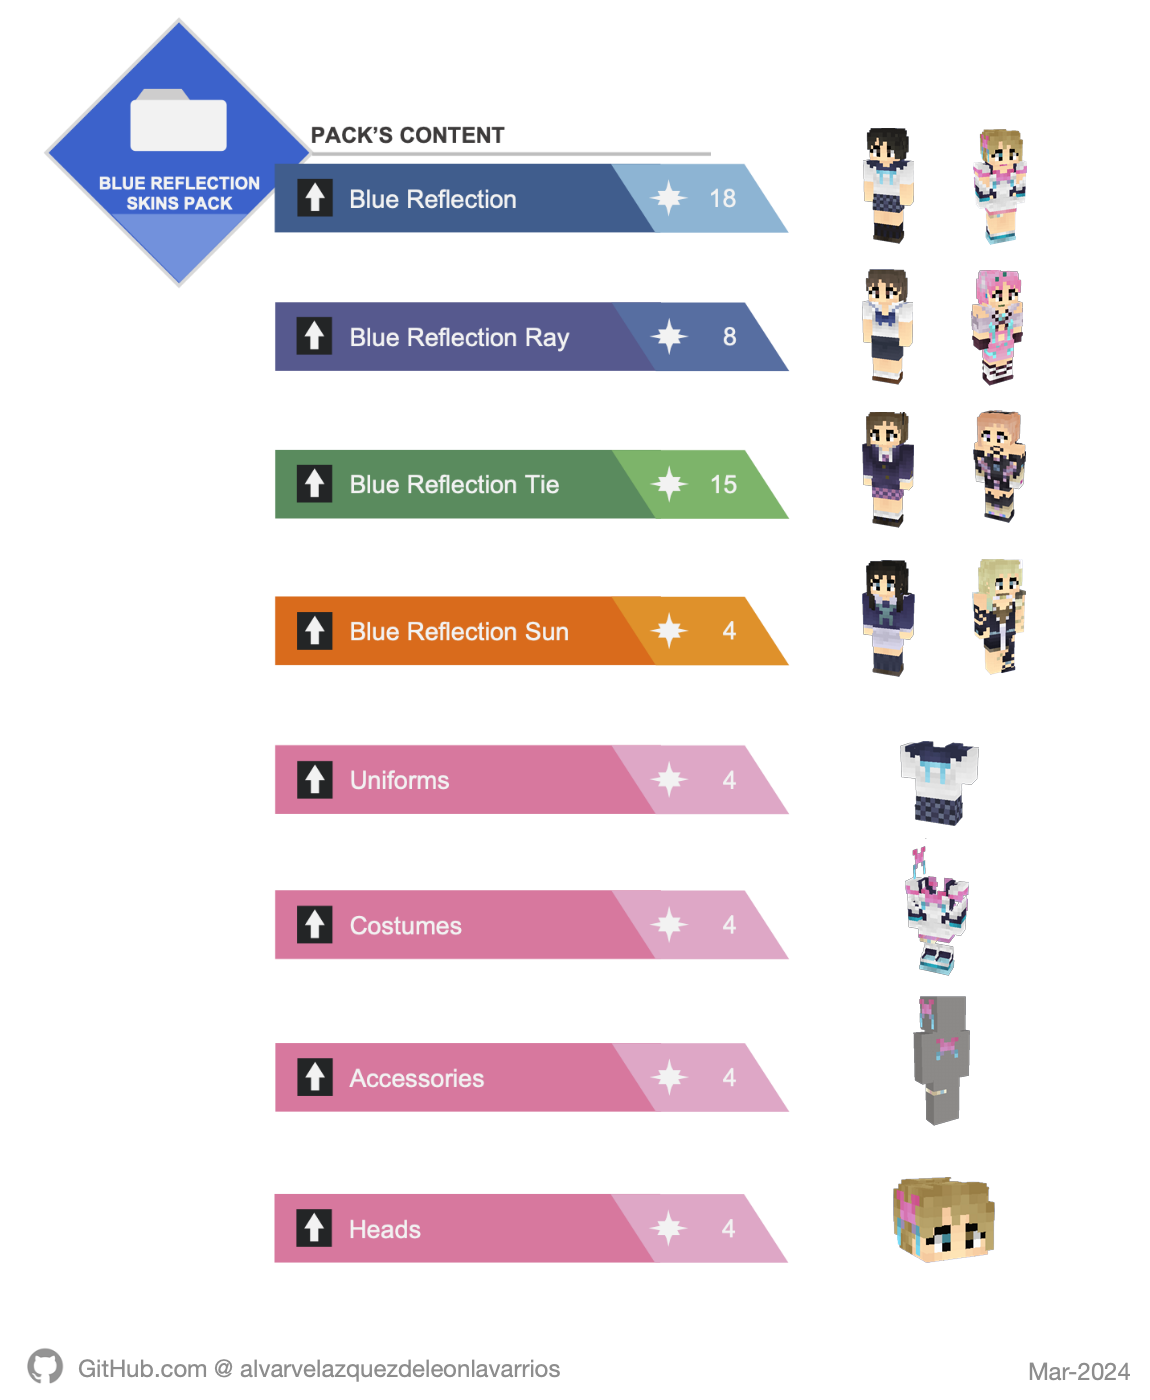 BLUE REFLECTION
SKINS PACK
PACK'S CONTENT
Blue Reflection 18
Blue Reflection Ray 8
Blue Reflection Tie 15
Blue Reflection Sun 4
Uniforms 4
Costumes 4
Accessories 4
Heads 4
GitHub.com @ alvarvelazquezdeleonlavarrios
Mar-2024